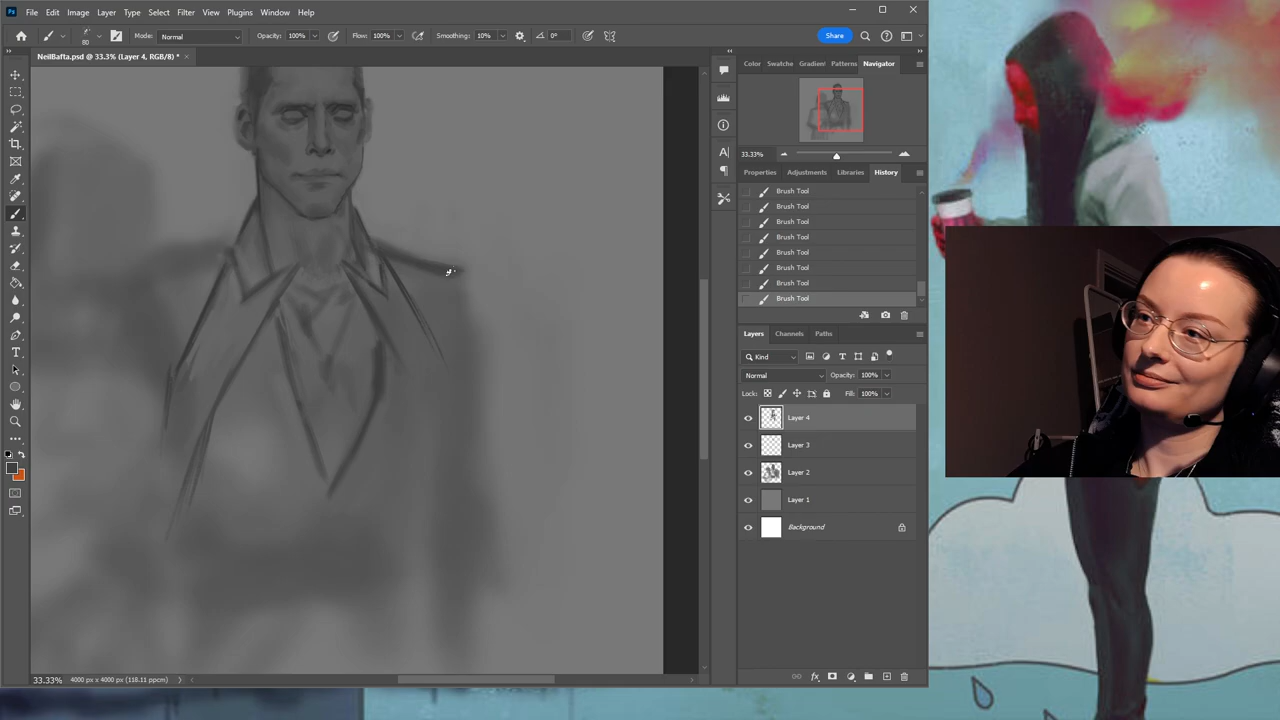 Ps File Edit Image Layer Type Select Filter View Plugins Window Help
80 Mode: Normal Opacity: 100% Flow: 100% Smoothing: 10% 0° Share
NeilBafta.psd @ 33.3% (Layer 4, RGB/8) *
Color Swatche Gradien Patterns Navigator
33.33%
Properties Adjustments Libraries History
Brush Tool
Brush Tool
Brush Tool
Brush Tool
Brush Tool
Brush Tool
Brush Tool
Brush Tool
Layers Channels Paths
Kind
Normal Opacity: 100%
Lock: Fill: 100%
Layer 4
Layer 3
Layer 2
Layer 1
Background
33.33% 4000 px x 4000 px (118.11 ppcm)